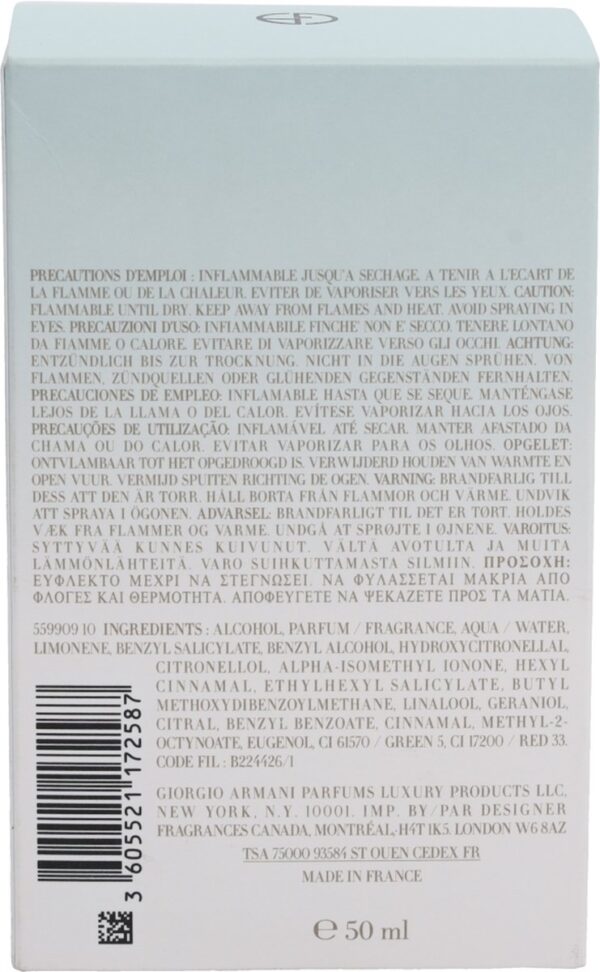 PRECAUTIONS D'EMPLOI : INFLAMMABLE JUSQU'A SECHAGE. A TENIR A L'ECART DE
LA FLAMME OU DE LA CHALEUR. EVITER DE VAPORISER VERS LES YEUX. CAUTION:
FLAMMABLE UNTIL DRY. KEEP AWAY FROM FLAMES AND HEAT. AVOID SPRAYING IN
EYES. PRECAUZIONI D'USO: INFIAMMABILE FINCHE' NON E' SECCO. TENERE LONTANO
DA FIAMME O CALORE. EVITARE DI VAPORIZZARE VERSO GLI OCCHI. ACHTUNG:
ENTZÜNDLICH BIS ZUR TROCKNUNG. NICHT IN DIE AUGEN SPRÜHEN. VON
FLAMMEN, ZÜNDQUELLEN ODER GLÜHENDEN GEGENSTÄNDEN FERNHALTEN.
PRECAUCIONES DE EMPLEO: INFLAMABLE HASTA QUE SE SEQUE. MANTÉNGASE
LEJOS DE LA LLAMA O DEL CALOR. EVÍTESE VAPORIZAR HACIA LOS OJOS.
PRECAUÇÕES DE UTILIZAÇÃO: INFLAMÁVEL ATÉ SECAR. MANTER AFASTADO DA
CHAMA OU DO CALOR. EVITAR VAPORIZAR PARA OS OLHOS. OPGELET:
ONTVLAMBAAR TOT HET OPGEDROOGD IS. VERWIJDERD HOUDEN VAN WARMTE EN
OPEN VUUR. VERMIJD SPUITEN RICHTING DE OGEN. VARNING: BRANDFARLIG TILL
DESS ATT DEN ÄR TORR. HÅLL BORTA FRÅN FLAMMOR OCH VÄRME. UNDVIK
ATT SPRAYA I ÖGONEN. ADVARSEL: BRANDFARLIGT TIL DET ER TØRT. HOLDES
VÆK FRA FLAMMER OG VARME. UNDGÅ AT SPRØJTE I ØJNENE. VAROITUS:
SYTTYVÄÄ KUNNES KUIVUNUT. VÄLTÄ AVOTULTA JA MUITA
LÄMMÖNLÄHTEITÄ. VARO SUIHKUTTAMASTA SILMIIN. ΠΡΟΣΟΧΗ:
ΕΥΦΛΕΚΤΟ ΜΕΧΡΙ ΝΑ ΣΤΕΓΝΩΣΕΙ. ΝΑ ΦΥΛΑΣΣΕΤΑΙ ΜΑΚΡΙΑ ΑΠΟ
ΦΛΟΓΕΣ ΚΑΙ ΘΕΡΜΟΤΗΤΑ. ΑΠΟΦΕΥΓΕΤΕ ΝΑ ΨΕΚΑΖΕΤΕ ΠΡΟΣ ΤΑ ΜΑΤΙΑ.
559909 10 INGREDIENTS : ALCOHOL, PARFUM / FRAGRANCE, AQUA / WATER,
LIMONENE, BENZYL SALICYLATE, BENZYL ALCOHOL, HYDROXYCITRONELLAL,
CITRONELLOL, ALPHA-ISOMETHYL IONONE, HEXYL
CINNAMAL, ETHYLHEXYL SALICYLATE, BUTYL
METHOXYDIBENZOYLMETHANE, LINALOOL, GERANIOL,
CITRAL, BENZYL BENZOATE, CINNAMAL, METHYL-2-
OCTYNOATE, EUGENOL, CI 61570 / GREEN 5, CI 17200 / RED 33.
CODE FIL : B224426/1
GIORGIO ARMANI PARFUMS LUXURY PRODUCTS LLC,
NEW YORK, N.Y. 10001. IMP. BY/PAR DESIGNER
FRAGRANCES CANADA, MONTRÉAL-H4T 1K5. LONDON W6 8AZ
TSA 75000 93584 ST OUEN CEDEX FR
MADE IN FRANCE
℮ 50 ml
3 605521 172587